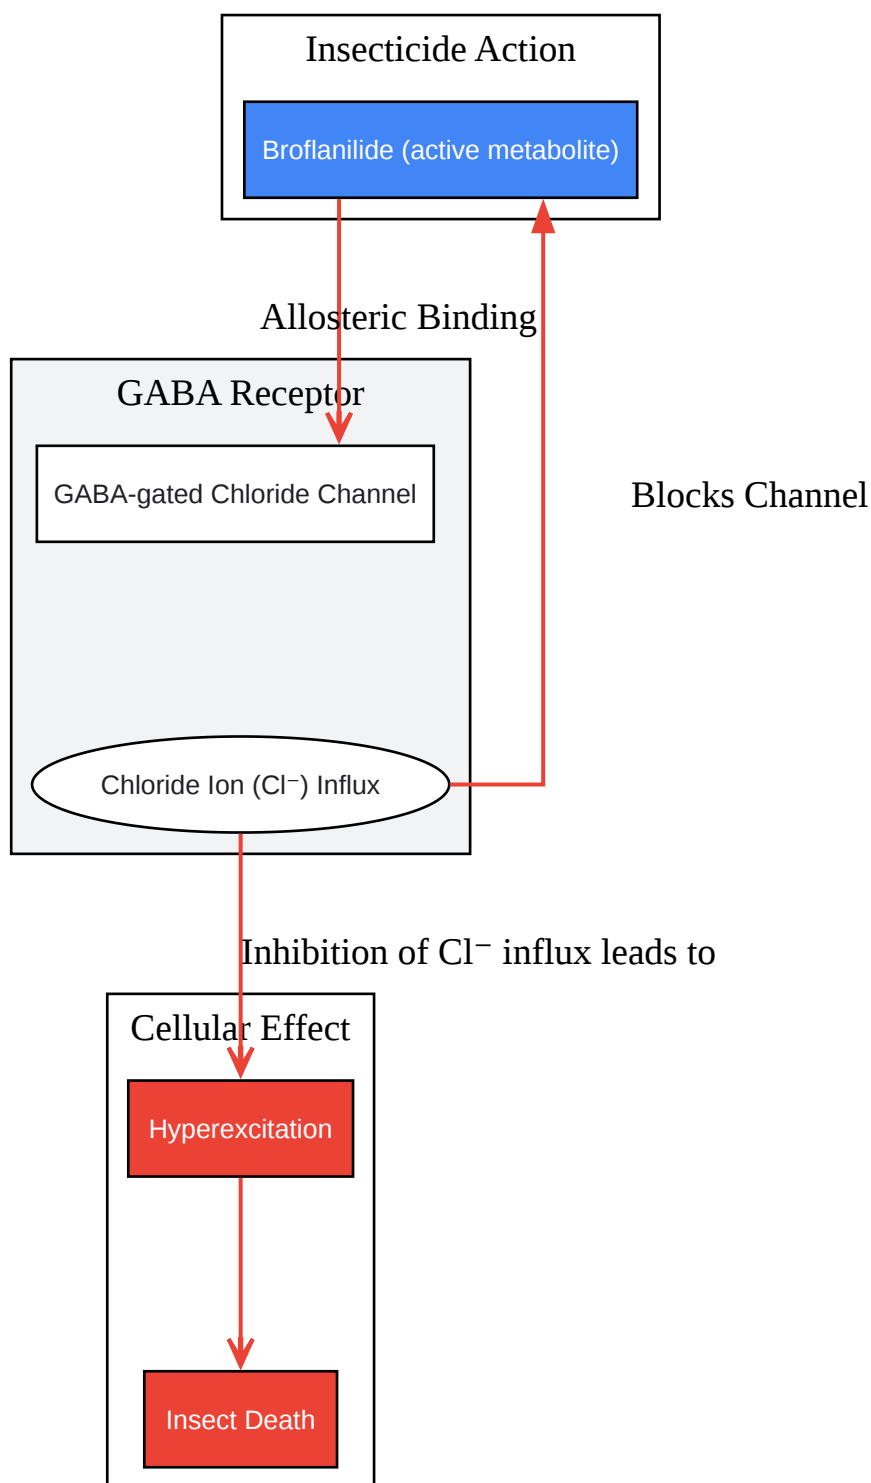 Insecticide Action
Broflanilide (active metabolite)
Allosteric Binding
GABA Receptor
GABA-gated Chloride Channel
Blocks Channel
Chloride Ion (Cl⁻) Influx
Inhibition of Cl⁻ influx leads to
Cellular Effect
Hyperexcitation
Insect Death